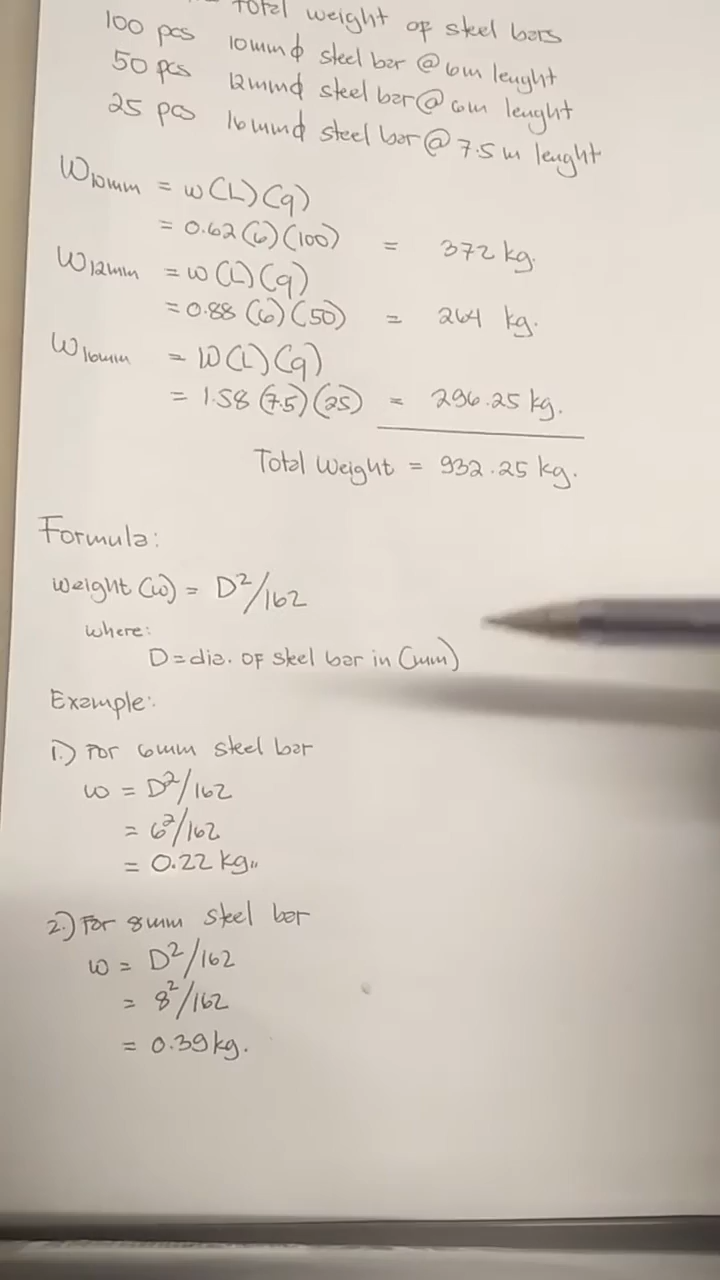 Total weight of steel bars
100 pcs 10mmϕ steel bar @ 6m lenght
50 pcs 12mmϕ steel bar @ 6m lenght
25 pcs 16mmϕ steel bar @ 7.5m lenght
W10mm = w(L)(q)
= 0.62(6)(100) = 372 kg.
W12mm = w(L)(q)
= 0.88(6)(50) = 264 kg.
W16mm = W(L)(q)
= 1.58(7.5)(25) = 296.25 kg.
Total Weight = 932.25 kg.
Formula:
weight(w) = D²/162
where:
D = dia. of steel bar in (mm)
Example:
1.) For 6mm steel bar
w = D²/162
= 6²/162
= 0.22 kg,,
2.) For 8mm steel bar
w = D²/162
= 8²/162
= 0.39 kg.